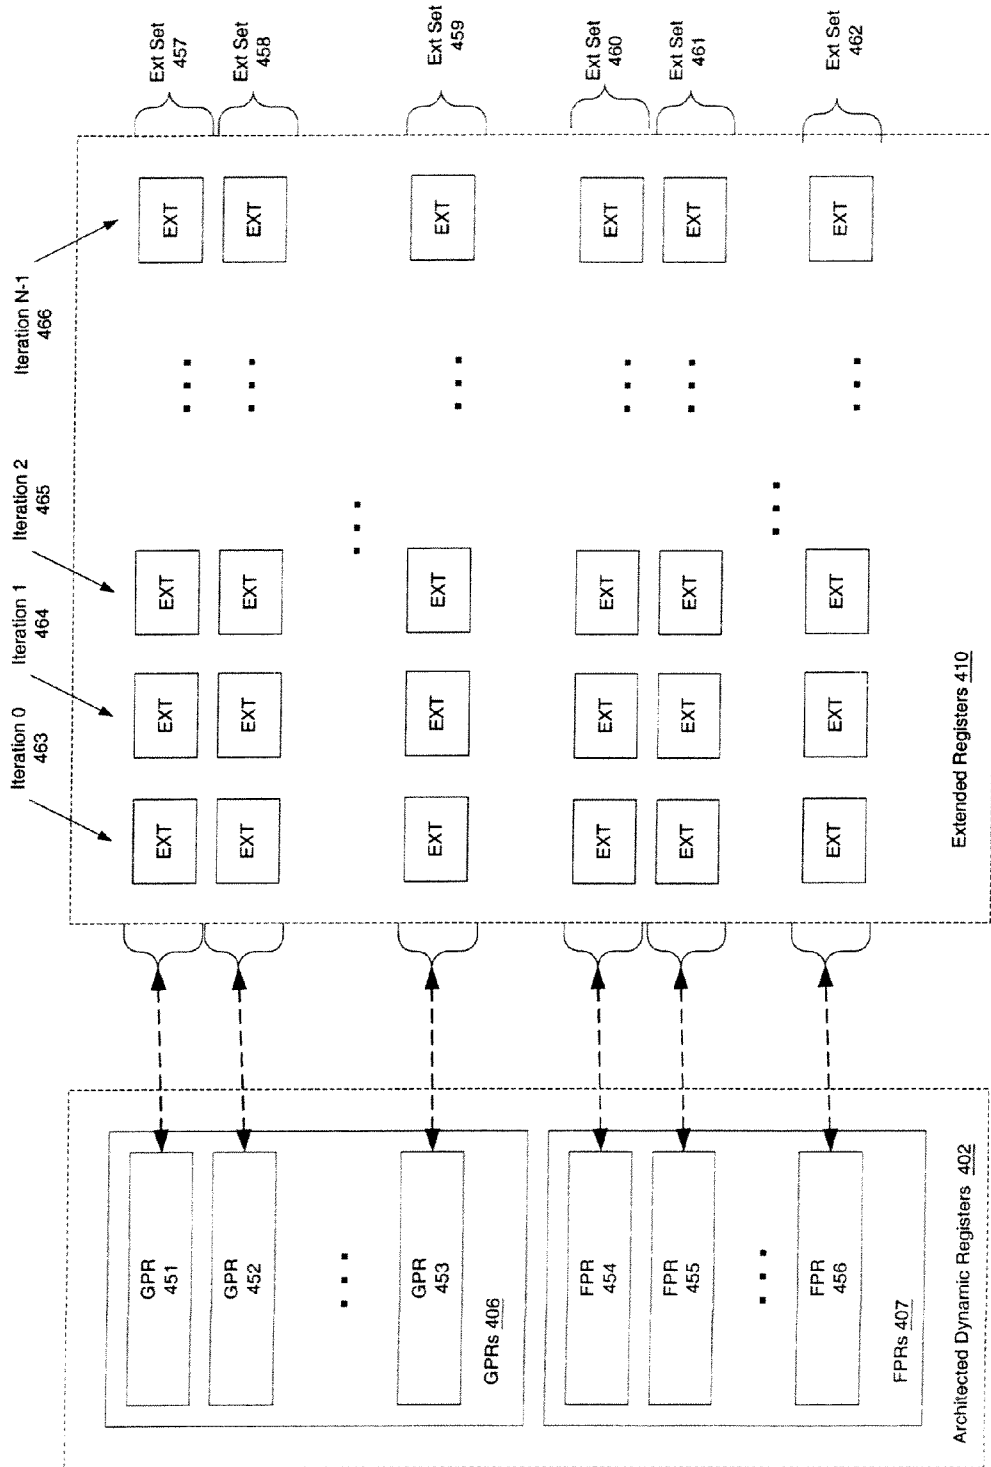 Iteration 0
463
Iteration 1
464
Iteration 2
465
Iteration N-1
466
GPR
451
EXT
EXT
EXT
EXT
Ext Set
457
GPR
452
EXT
EXT
EXT
EXT
Ext Set
458
GPR
453
EXT
EXT
EXT
EXT
Ext Set
459
GPRs 406
FPR
454
EXT
EXT
EXT
EXT
Ext Set
460
FPR
455
EXT
EXT
EXT
EXT
Ext Set
461
FPR
456
EXT
EXT
EXT
EXT
Ext Set
462
FPRs 407
Architected Dynamic Registers 402
Extended Registers 410